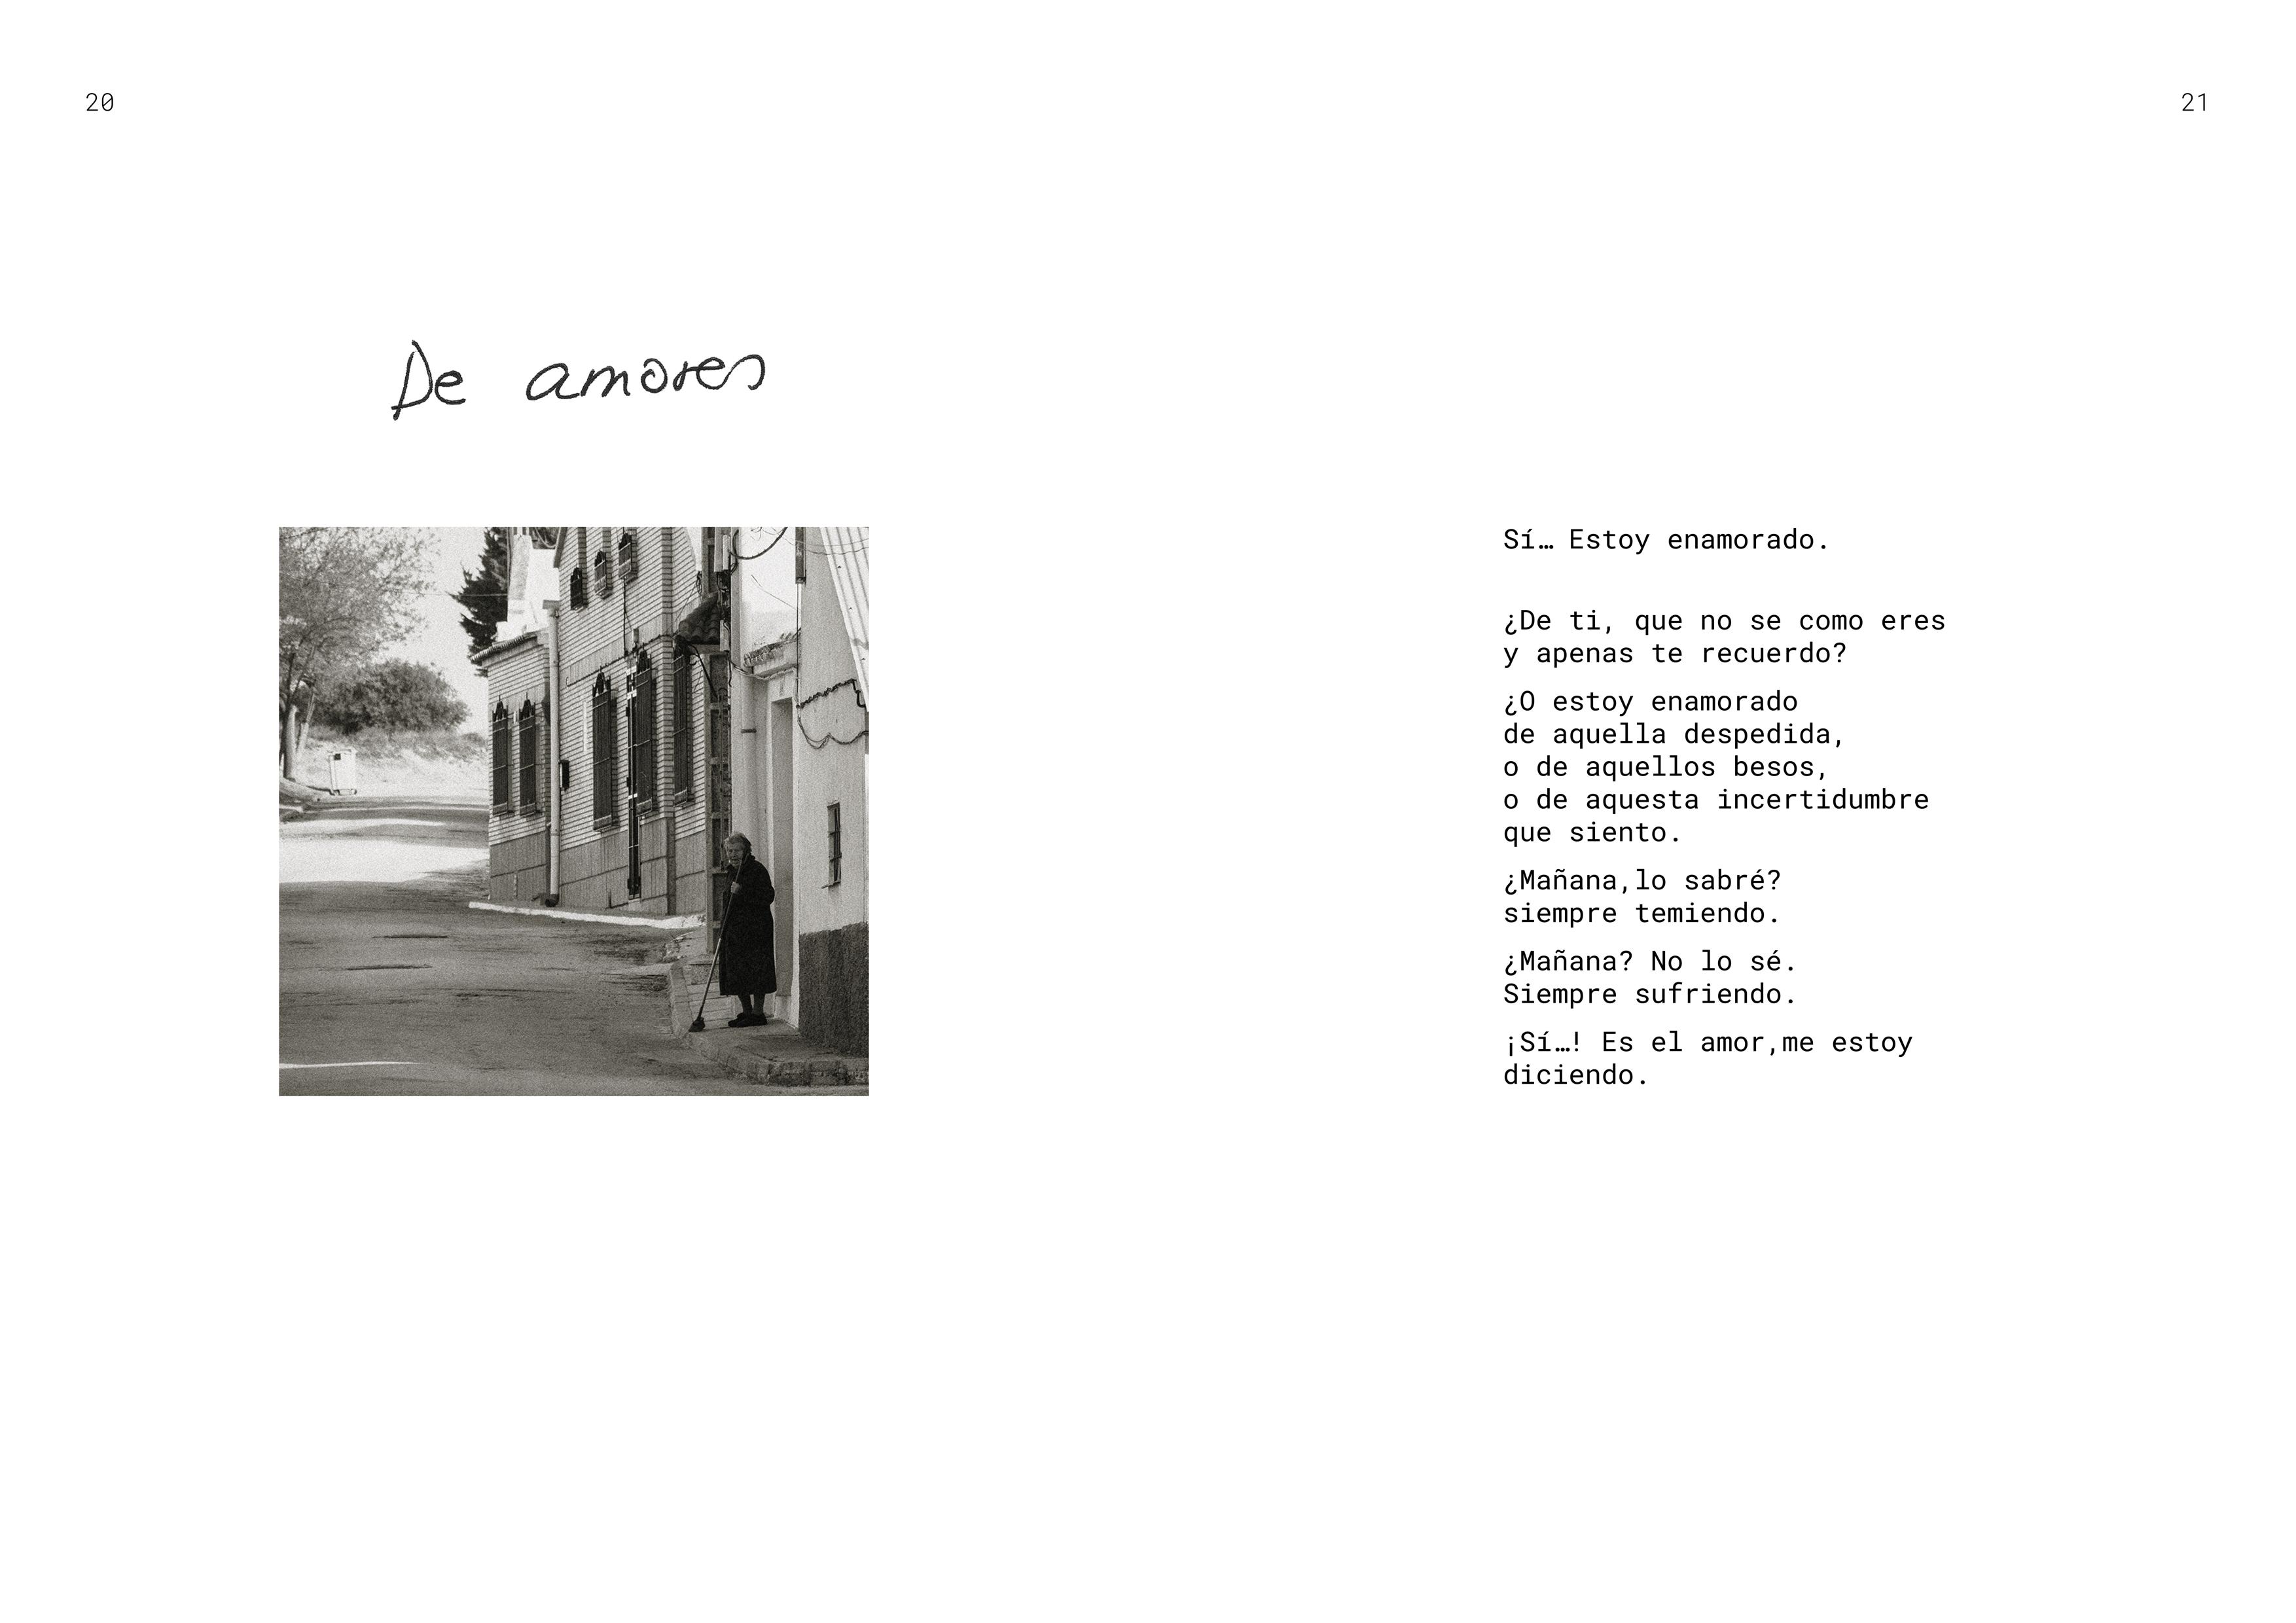 20
De amores
21
Sí… Estoy enamorado.
¿De ti, que no se como eres
y apenas te recuerdo?
¿O estoy enamorado
de aquella despedida,
o de aquellos besos,
o de aquesta incertidumbre
que siento.
¿Mañana,lo sabré?
siempre temiendo.
¿Mañana? No lo sé.
Siempre sufriendo.
¡Sí…! Es el amor,me estoy
diciendo.